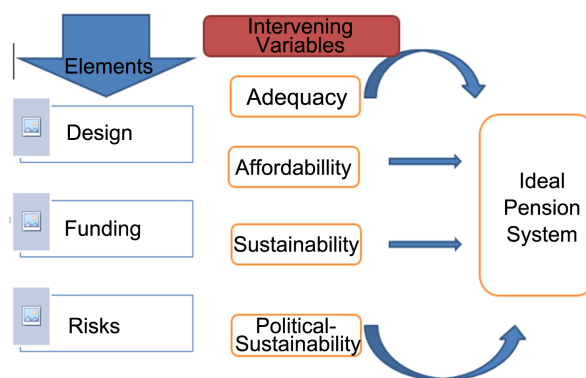 Elements
Design
Funding
Risks
Intervening
Variables
Adequacy
Affordabillity
Sustainability
Political-
Sustainability
Ideal
Pension
System